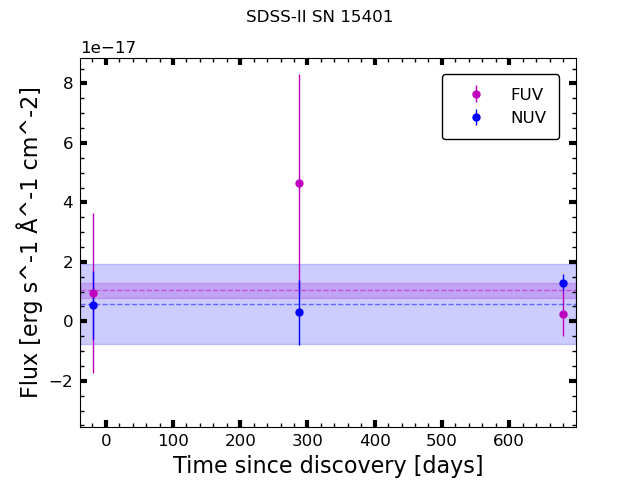 SDSS-II SN 15401
1e−17
8
6
4
2
0
−2
Flux [erg s^-1 Å^-1 cm^-2]
FUV
NUV
0 100 200 300 400 500 600
Time since discovery [days]